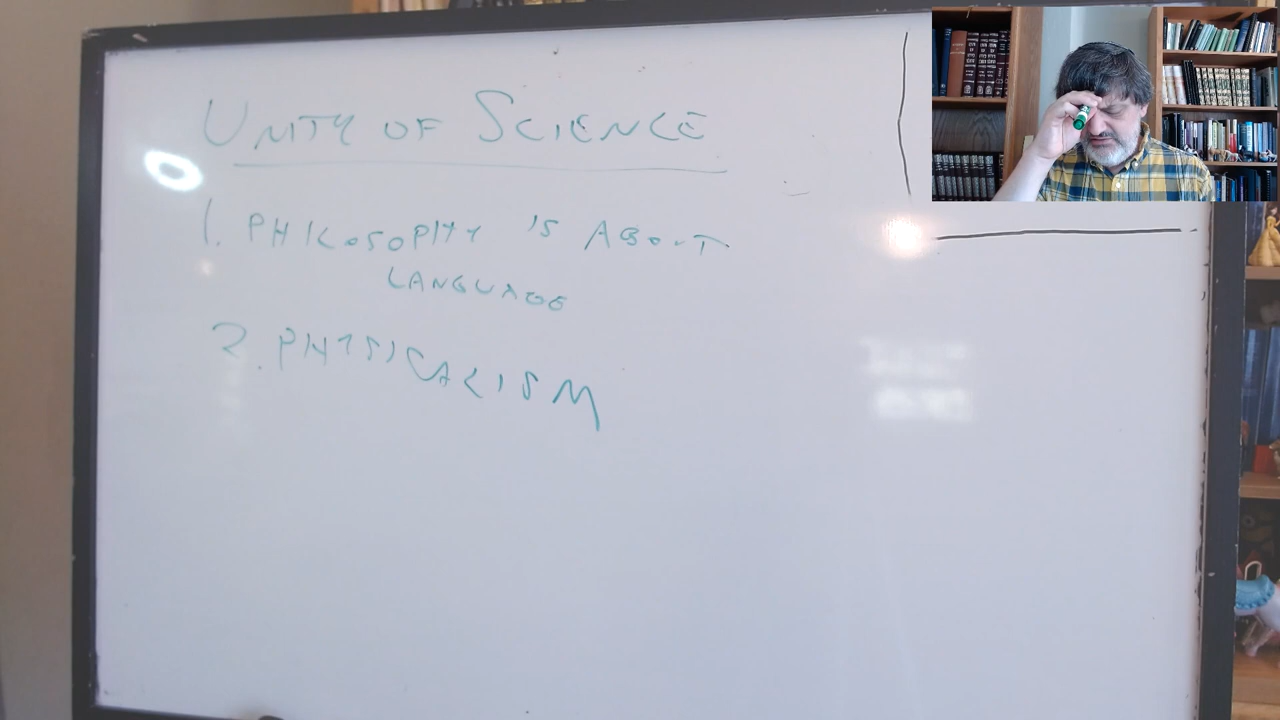 UNITY OF SCIENCE
1. PHILOSOPHY IS ABOUT
LANGUAGE
2. PHYSICALISM